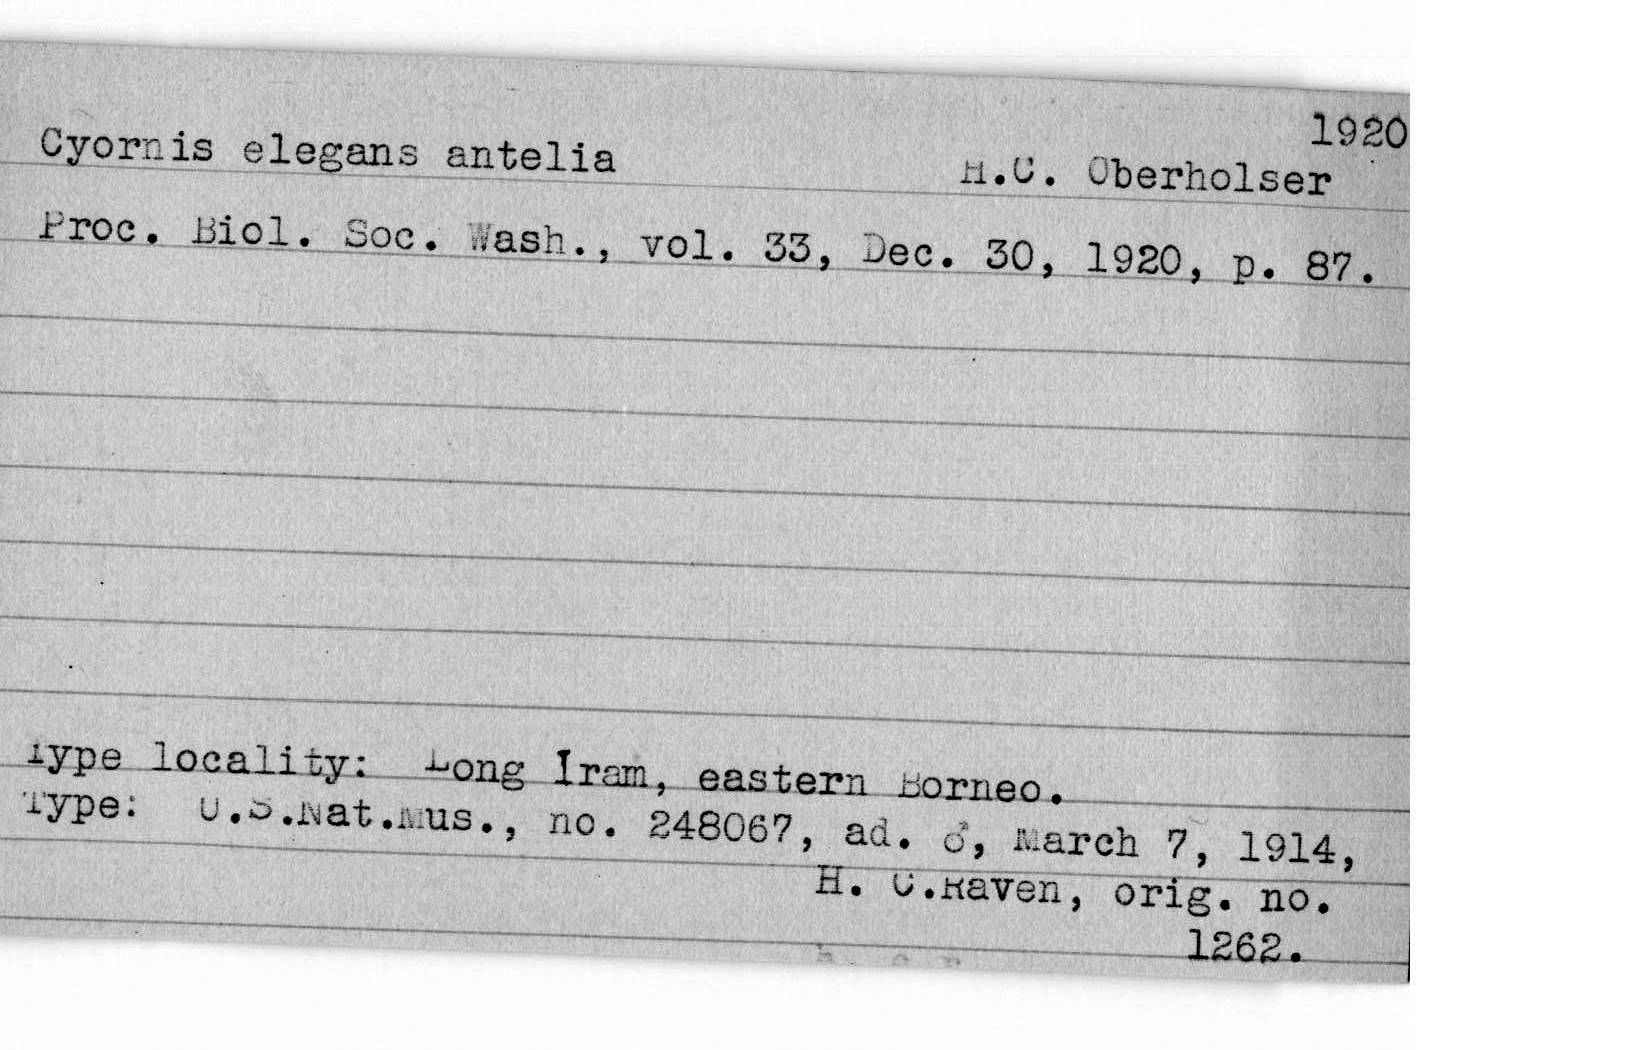 1920
Cyornis elegans antelia H.C. Oberholser
Proc. Biol. Soc. Wash., vol. 33, Dec. 30, 1920, p. 87.
Type locality: Long Iram, eastern Borneo.
Type: U.S.Nat.Mus., no. 248067, ad. ♂, March 7, 1914,
H. C.Raven, orig. no.
1262.